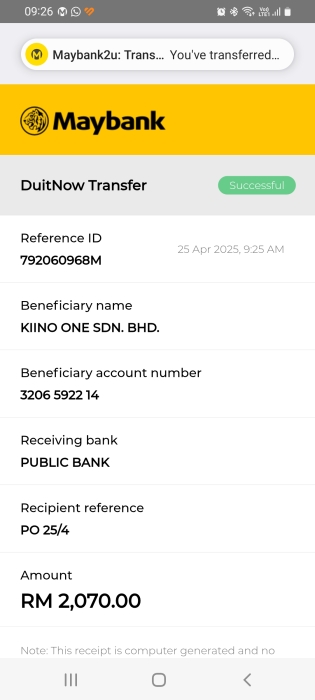 09:26
Maybank2u: Trans... You've transferred...
Maybank
DuitNow Transfer
Successful
Reference ID
25 Apr 2025, 9:25 AM
792060968M
Beneficiary name
KIINO ONE SDN. BHD.
Beneficiary account number
3206 5922 14
Receiving bank
PUBLIC BANK
Recipient reference
PO 25/4
Amount
RM 2,070.00
Note: This receipt is computer generated and no